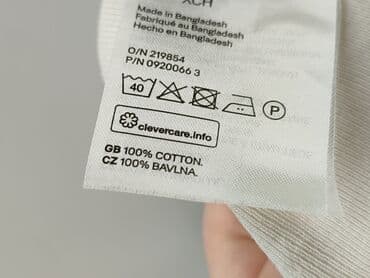 XCH
Made in Bangladesh
Fabriqué au Bangladesh
Hecho en Bangladesh
O/N 219854
P/N 0920066 3
40
P
clevercare.info
GB 100% COTTON.
CZ 100% BAVLNA.